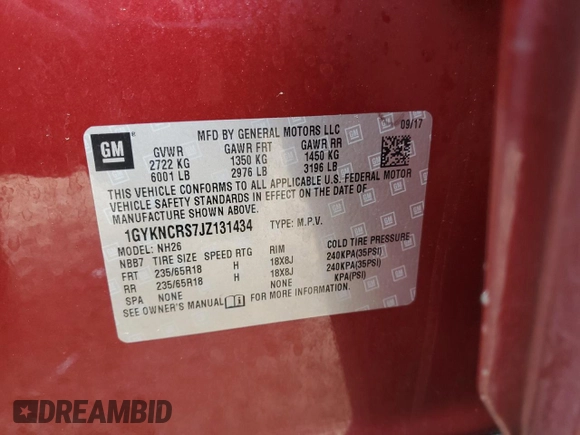 GM
MFD BY GENERAL MOTORS LLC
09/17
GVWR GAWR FRT GAWR RR
2722 KG 1350 KG 1450 KG
6001 LB 2976 LB 3196 LB
THIS VEHICLE CONFORMS TO ALL APPLICABLE U.S. FEDERAL MOTOR
VEHICLE SAFETY STANDARDS IN EFFECT ON THE DATE OF
MANUFACTURE SHOWN ABOVE.
1GYKNCRS7JZ131434 TYPE: M.P.V.
MODEL: NH26
NBB7 TIRE SIZE SPEED RTG RIM COLD TIRE PRESSURE
FRT 235/65R18 H 18X8J 240KPA(35PSI)
RR 235/65R18 H 18X8J 240KPA(35PSI)
SPA NONE NONE KPA(PSI)
SEE OWNER'S MANUAL FOR MORE INFORMATION.
DREAMBID